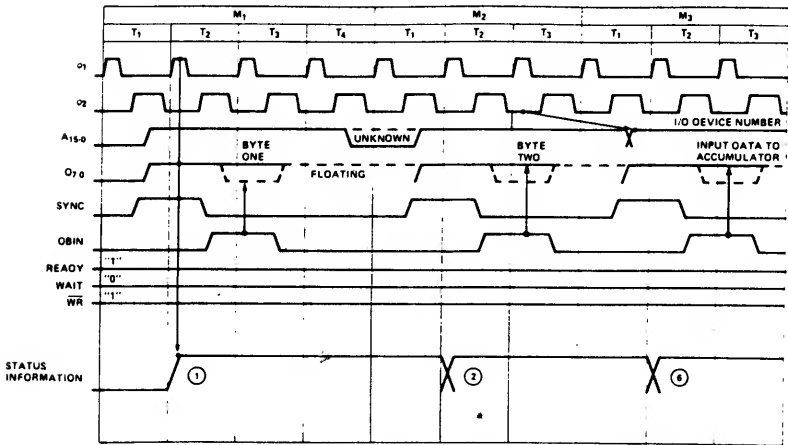 M1 M2 M3
T1 T2 T3 T4 T1 T2 T3 T1 T2 T3
∅1
∅2
I/O DEVICE NUMBER
A15-0
UNKNOWN
BYTE ONE
BYTE TWO
INPUT DATA TO ACCUMULATOR
D7-0
FLOATING
SYNC
DBIN
READY "1"
WAIT "0"
WR "1"
STATUS INFORMATION
1 2 6